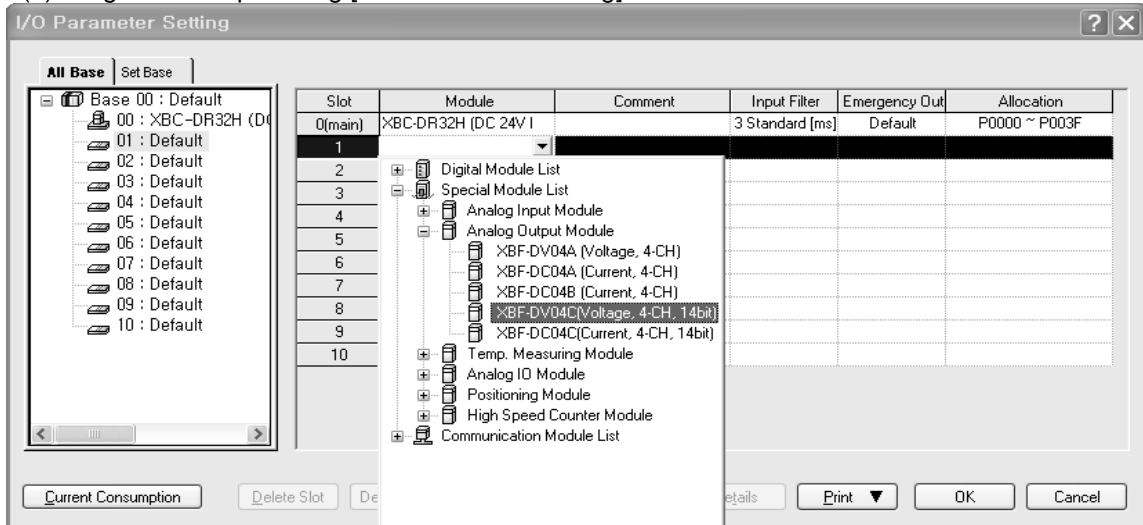 I/O Parameter Setting
All Base Set Base
Base 00 : Default
00 : XBC-DR32H (D
01 : Default
02 : Default
03 : Default
04 : Default
05 : Default
06 : Default
07 : Default
08 : Default
09 : Default
10 : Default
Slot Module Comment Input Filter Emergency Out Allocation
0(main) XBC-DR32H (DC 24V I 3 Standard [ms] Default P0000 ~ P003F
1
2
3
4
5
6
7
8
9
10
Digital Module List
Special Module List
Analog Input Module
Analog Output Module
XBF-DV04A (Voltage, 4-CH)
XBF-DC04A (Current, 4-CH)
XBF-DC04B (Current, 4-CH)
XBF-DV04C(Voltage, 4-CH, 14bit)
XBF-DC04C(Current, 4-CH, 14bit)
Temp. Measuring Module
Analog IO Module
Positioning Module
High Speed Counter Module
Communication Module List
Current Consumption Delete Slot De etails Print ▼ OK Cancel